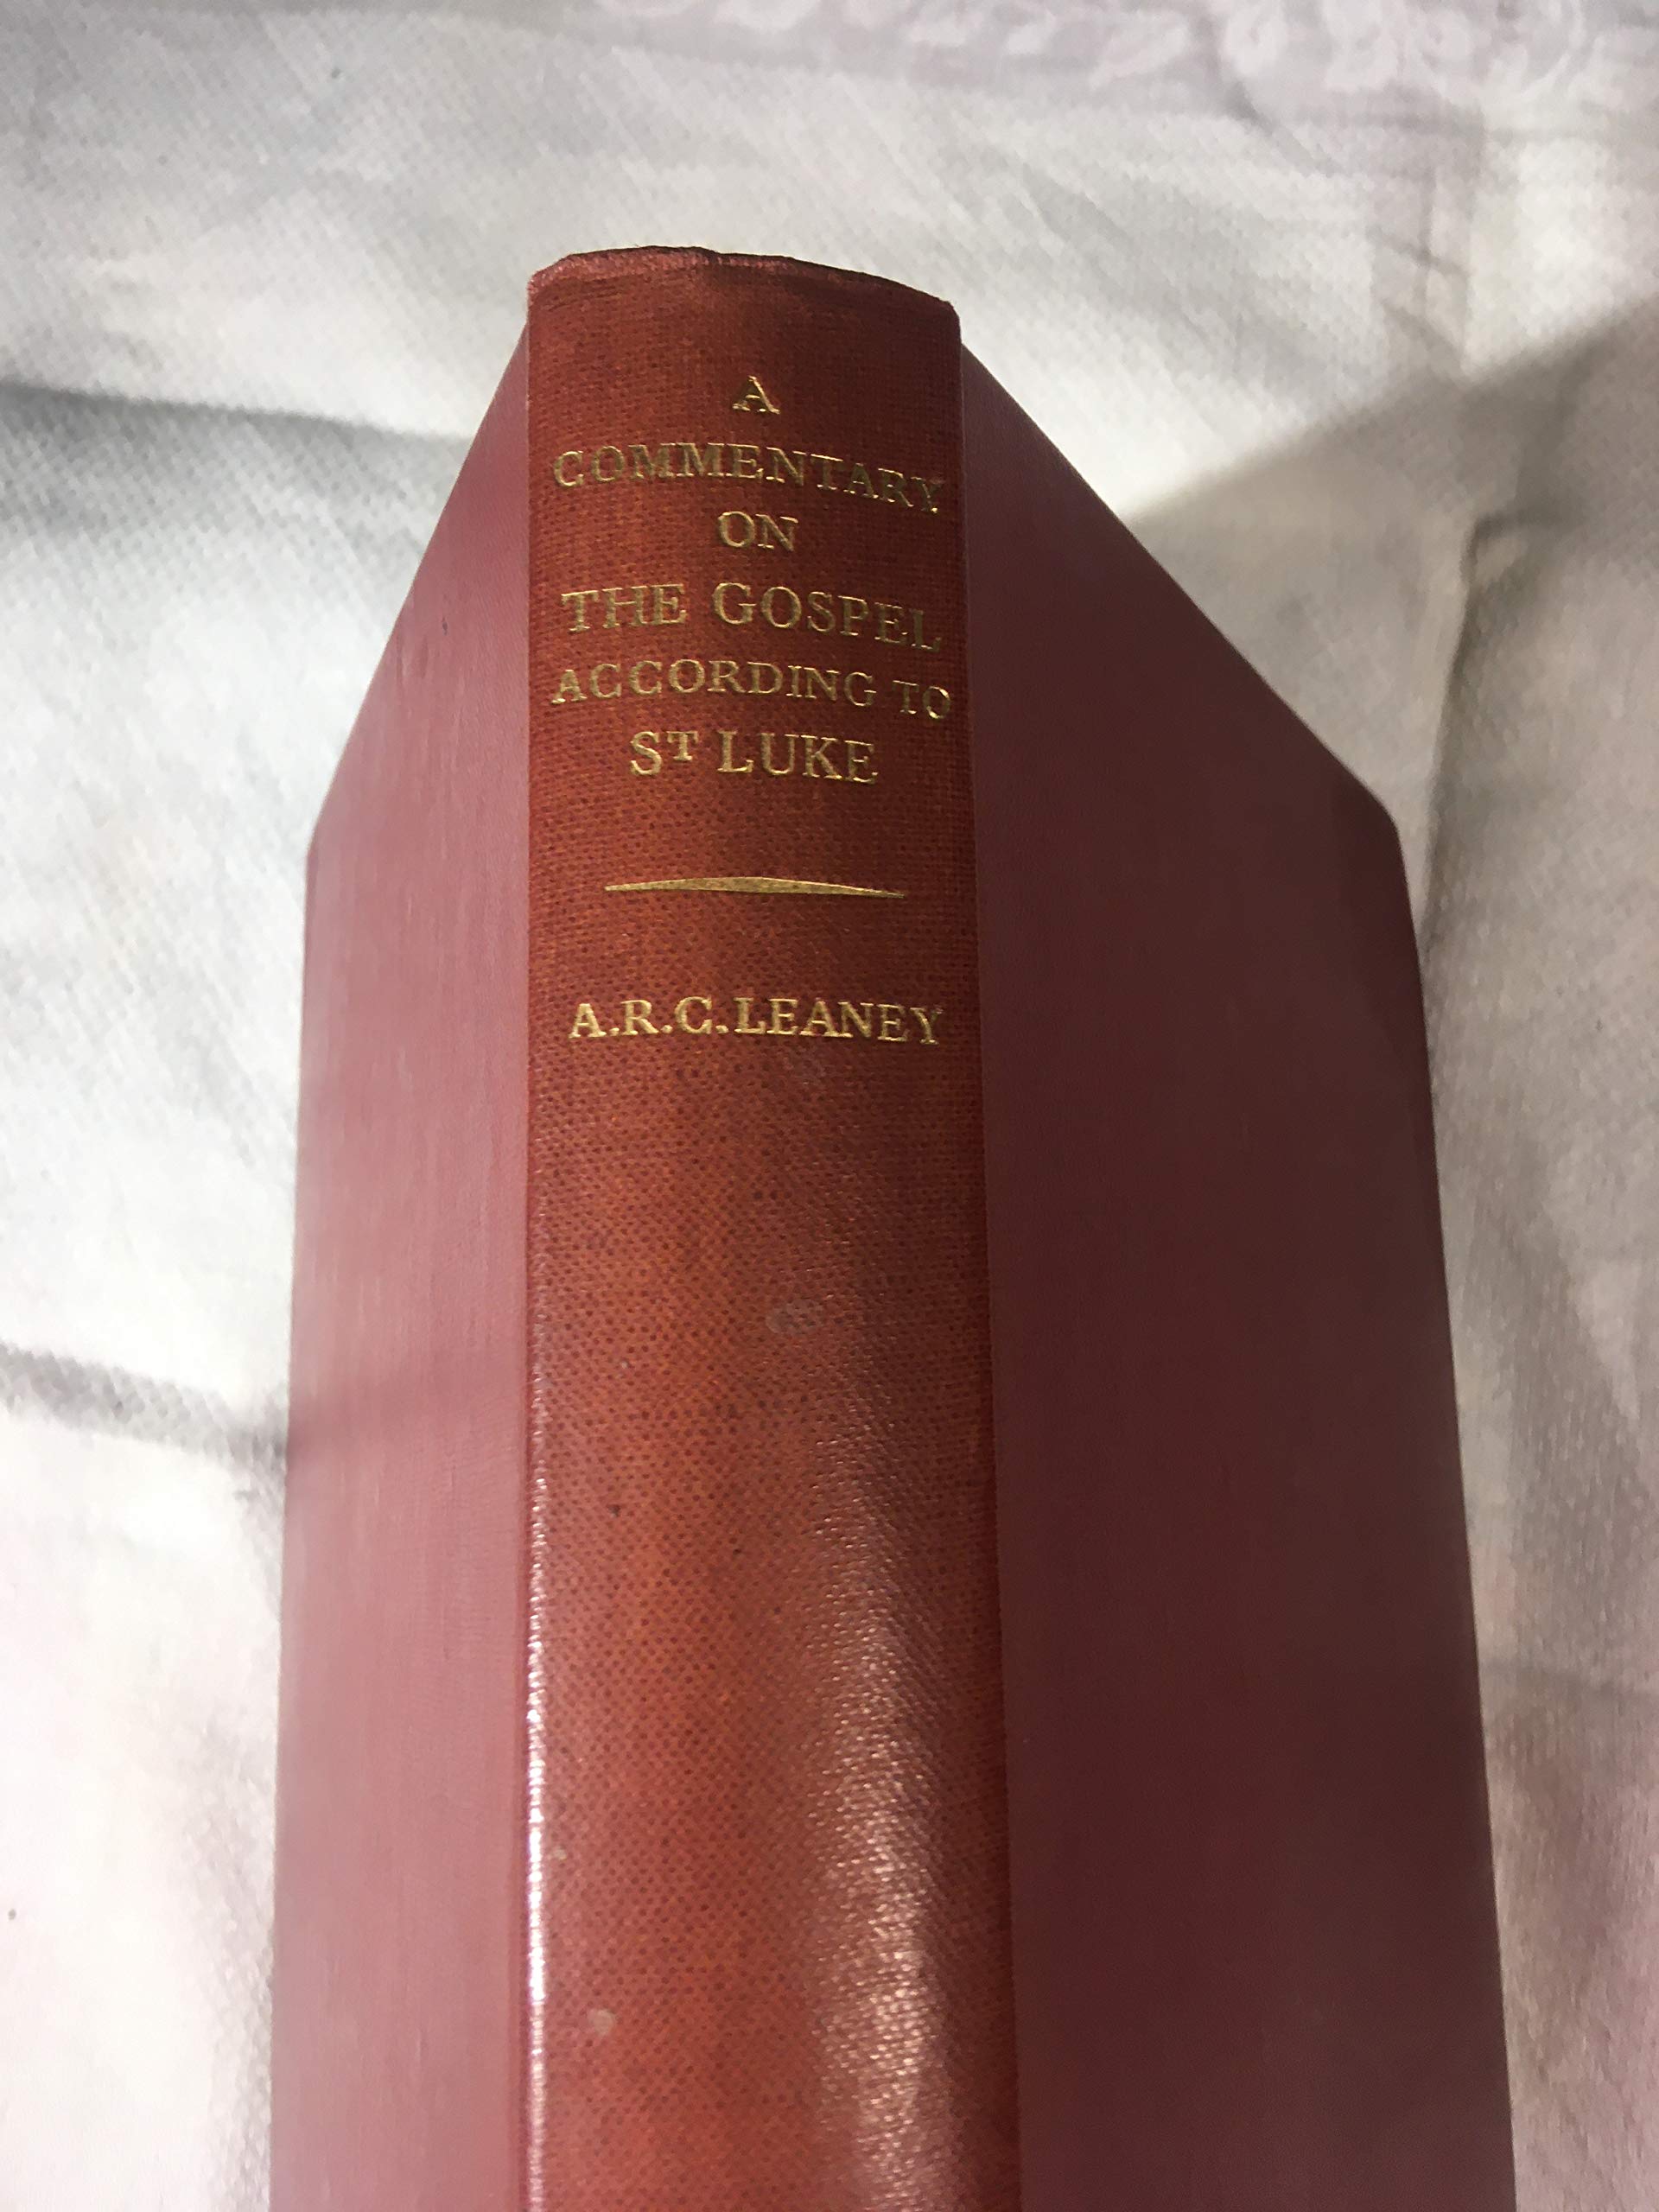 A
COMMENTARY
ON
THE GOSPEL
ACCORDING TO
ST LUKE
A.R.C.LEANEY